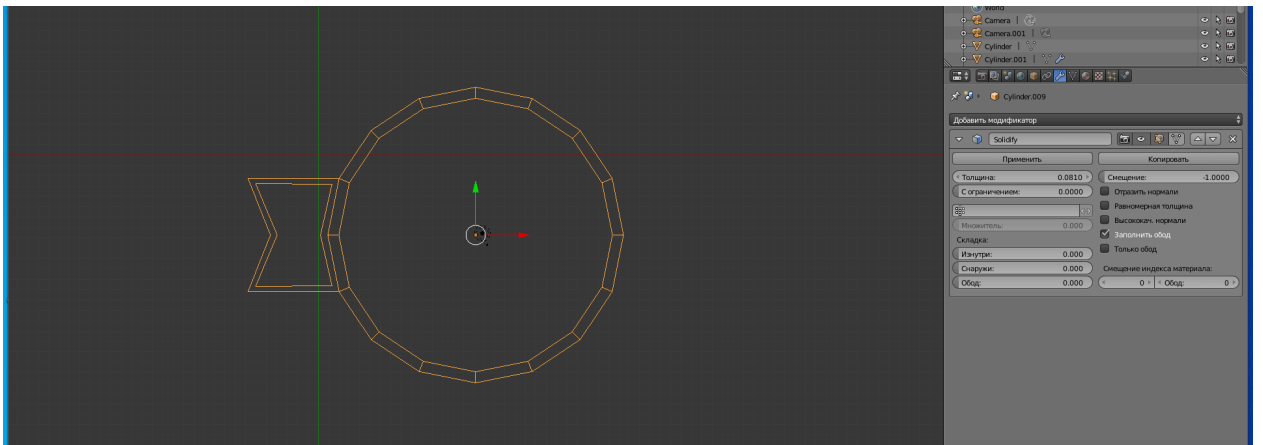 World
Camera
Camera.001
Cylinder
Cylinder.001
Cylinder.009
Добавить модификатор
Solidify
Применить Копировать
Толщина: 0.0810 Смещение: -1.0000
С ограничением: 0.0000 Отразить нормали
Равномерная толщина
Высококач. нормали
Множитель: 0.000 Заполнить обод
Складка: Только обод
Изнутри: 0.000
Снаружи: 0.000 Смещение индекса материала:
Обод: 0.000 0 Обод: 0